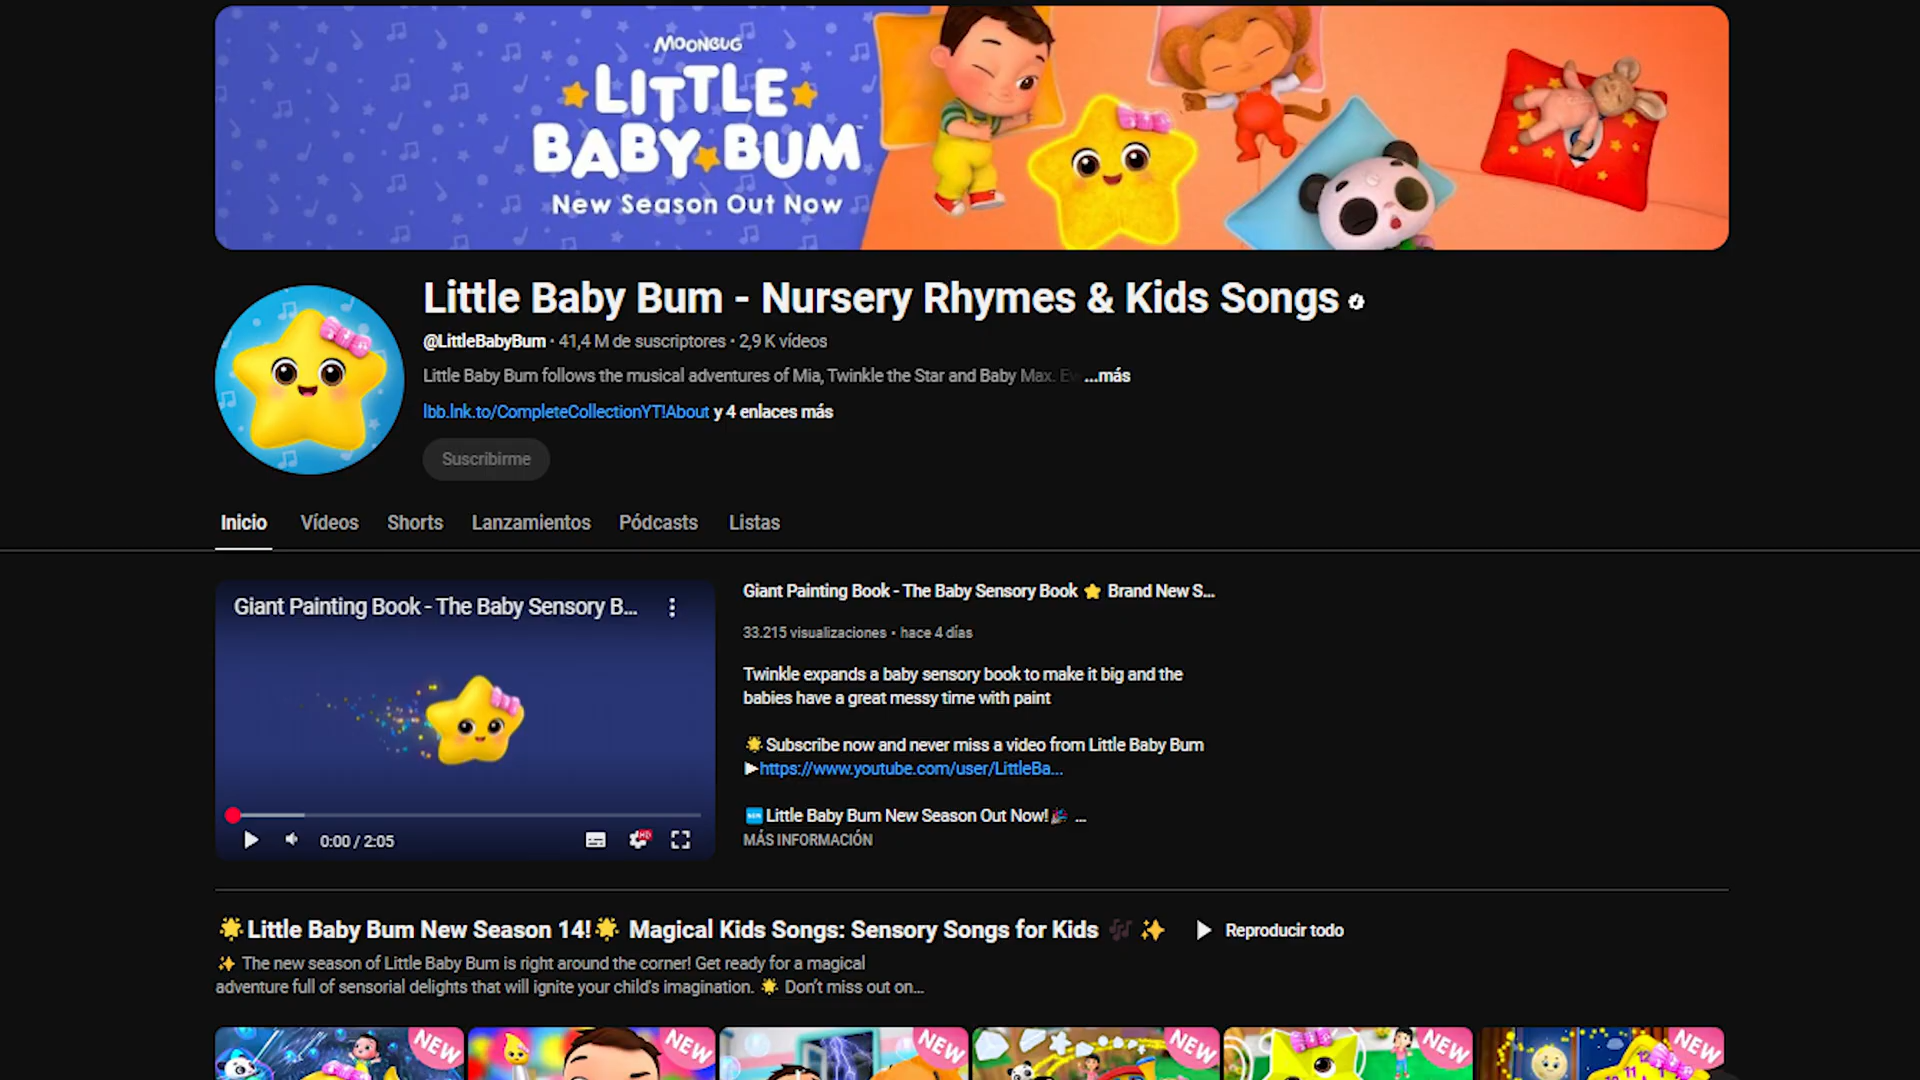 MOONBUG
LITTLE
BABY BUM
New Season Out Now
Little Baby Bum - Nursery Rhymes & Kids Songs
@LittleBabyBum • 41,4 M de suscriptores • 2,9 K vídeos
Little Baby Bum follows the musical adventures of Mia, Twinkle the Star and Baby Max. ...más
lbb.lnk.to/CompleteCollectionYT!About y 4 enlaces más
Suscribirme
Inicio Vídeos Shorts Lanzamientos Pódcasts Listas
Giant Painting Book - The Baby Sensory B...
0:00 / 2:05
HD
Giant Painting Book - The Baby Sensory Book ⭐ Brand New S...
33.215 visualizaciones • hace 4 días
Twinkle expands a baby sensory book to make it big and the
babies have a great messy time with paint
🌟Subscribe now and never miss a video from Little Baby Bum
▶https://www.youtube.com/user/LittleBa...
🆕Little Baby Bum New Season Out Now!🎉 ...
MÁS INFORMACIÓN
🌟Little Baby Bum New Season 14!🌟 Magical Kids Songs: Sensory Songs for Kids 🎶 ✨ Reproducir todo
✨ The new season of Little Baby Bum is right around the corner! Get ready for a magical
adventure full of sensorial delights that will ignite your child's imagination. 🌟 Don't miss out on...
NEW NEW NEW NEW NEW NEW